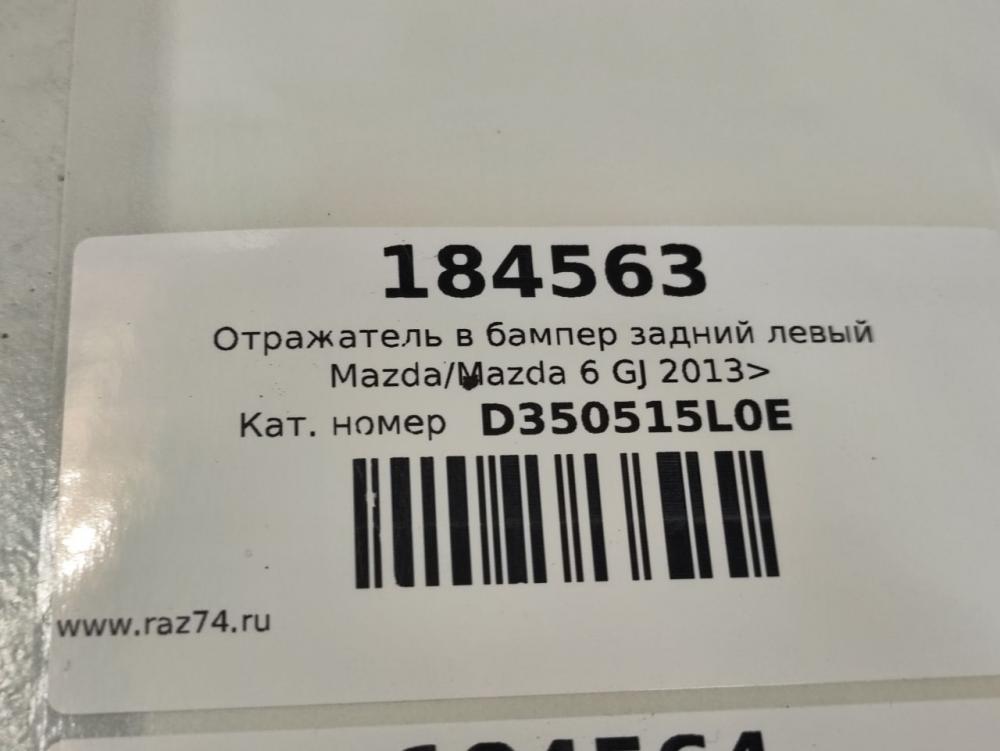 184563
Отражатель в бампер задний левый
Mazda/Mazda 6 GJ 2013>
Кат. номер D350515L0E
www.raz74.ru